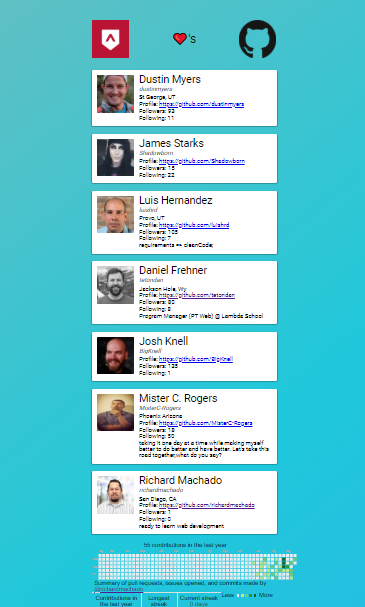 's
Dustin Myers
dustinmyers
St George, UT
Profile: https://github.com/dustinmyers
Followers: 93
Following: 11
James Starks
Shadowborn
Profile: https://github.com/Shadowborn
Followers: 15
Following: 22
Luis Hernandez
luishrd
Provo, UT
Profile: https://github.com/luishrd
Followers: 105
Following: 7
requirements => cleanCode;
Daniel Frehner
tetondan
Jackson Hole, Wy
Profile: https://github.com/tetondan
Followers: 80
Following: 8
Program Manager (PT Web) @ Lambda School
Josh Knell
BigKnell
Profile: https://github.com/BigKnell
Followers: 135
Following: 1
Mister C. Rogers
MisterC-Rogers
Phoenix Arizona
Profile: https://github.com/MisterC-Rogers
Followers: 18
Following: 50
taking it one day at a time while making myself
better to do better and have better. Let's take this
road together,what do you say?
Richard Machado
richardmachado
San Diego, CA
Profile: https://github.com/richardmachado
Followers: 1
Following: 0
ready to learn web development
55 contributions in the last year
Summary of pull requests, issues opened, and commits made by
@richardmachado
Less
More
Contributions in
the last year
Longest
streak
Current streak
0 days